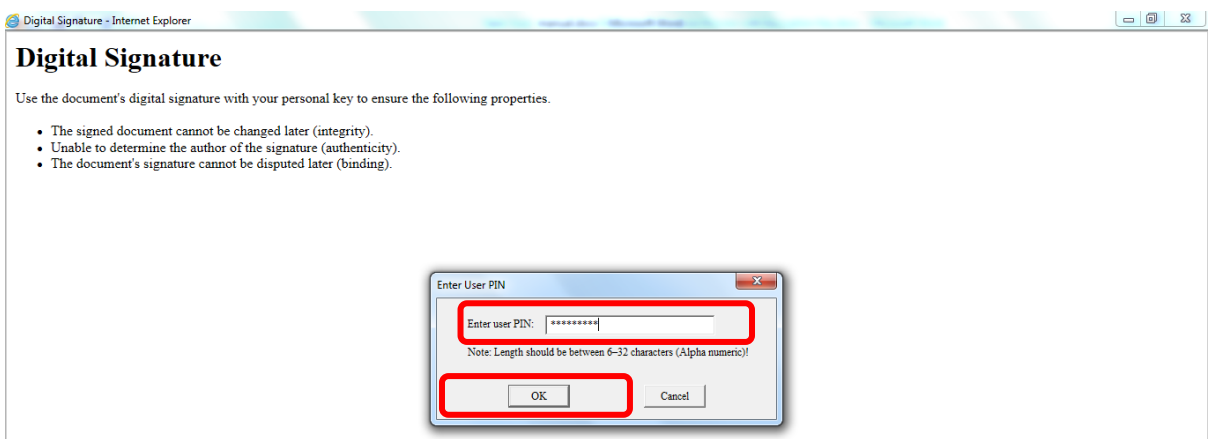 Digital Signature - Internet Explorer
Digital Signature
Use the document's digital signature with your personal key to ensure the following properties.
• The signed document cannot be changed later (integrity).
• Unable to determine the author of the signature (authenticity).
• The document's signature cannot be disputed later (binding).
Enter User PIN
Enter user PIN: *********
Note: Length should be between 6–32 characters (Alpha numeric)!
OK Cancel